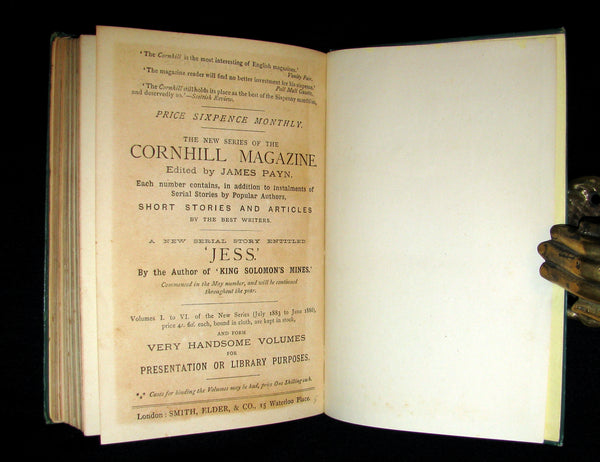 'The Cornhill is the most interesting of English magazines.'
Vanity Fair.
'The magazine reader will find no better investment for his sixpence.'
Pall Mall Gazette.
'The Cornhill still holds its place as the best of the Sixpenny monthlies,
and deservedly so.'—Scottish Review.
PRICE SIXPENCE MONTHLY.
THE NEW SERIES OF THE
CORNHILL MAGAZINE.
Edited by JAMES PAYN.
Each number contains, in addition to Instalments of
Serial Stories by Popular Authors,
SHORT STORIES AND ARTICLES
BY THE BEST WRITERS.
A NEW SERIAL STORY ENTITLED
'JESS.'
By the Author of 'KING SOLOMON'S MINES.'
Commenced in the May number, and will be continued
throughout the year.
Volumes I. to VI. of the New Series (July 1883 to June 1886),
price 4s. 6d. each, bound in cloth, are kept in stock,
AND FORM
VERY HANDSOME VOLUMES
FOR
PRESENTATION OR LIBRARY PURPOSES.
*⁎* Cases for binding the Volumes may be had, price One Shilling each.
London: SMITH, ELDER, & CO., 15 Waterloo Place.